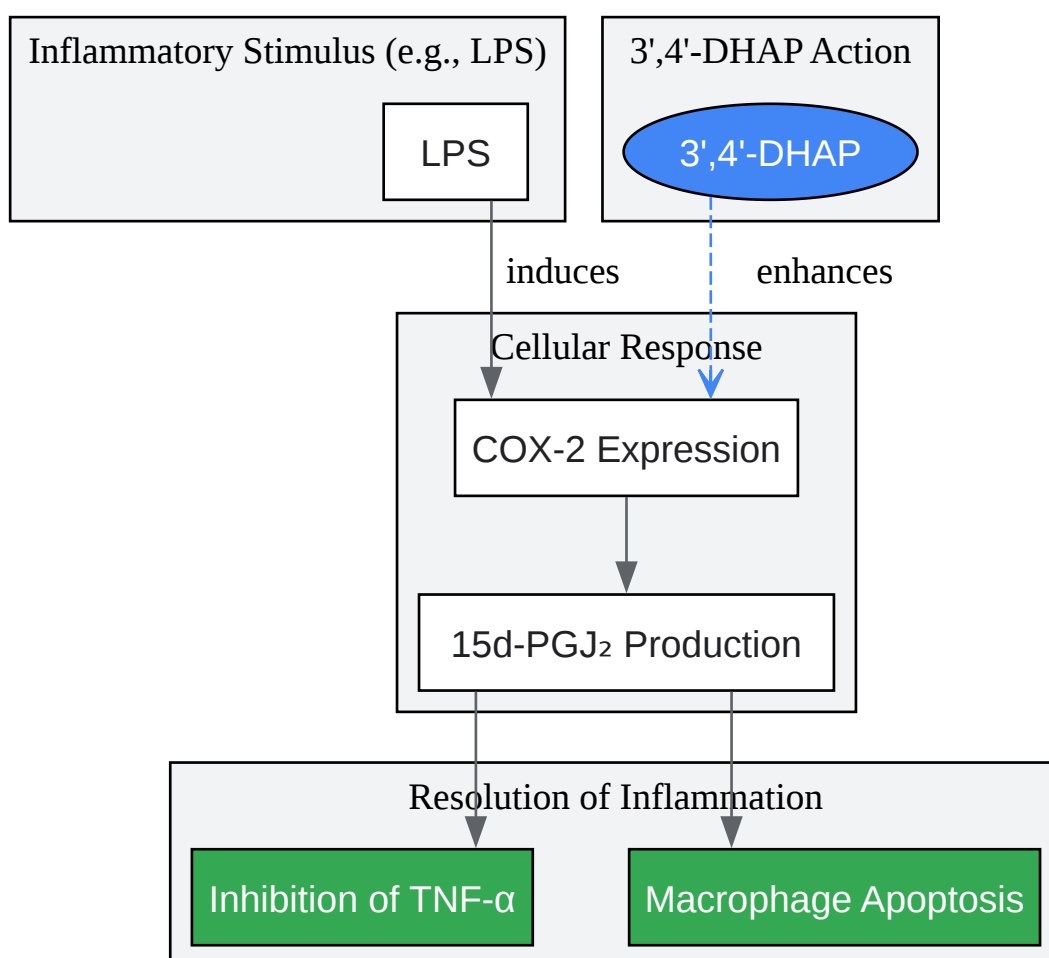 Inflammatory Stimulus (e.g., LPS)
3',4'-DHAP Action
LPS
3',4'-DHAP
induces
enhances
Cellular Response
COX-2 Expression
15d-PGJ₂ Production
Resolution of Inflammation
Inhibition of TNF-α
Macrophage Apoptosis